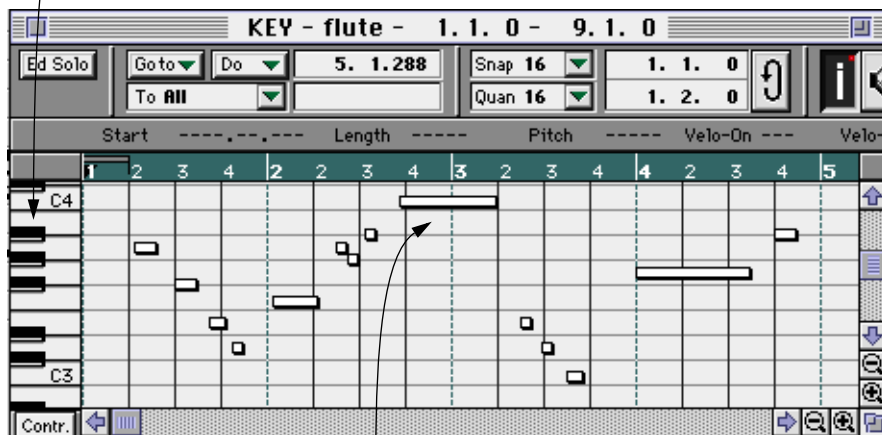 KEY - flute - 1. 1. 0 - 9. 1. 0
Ed Solo Goto Do 5. 1.288 Snap 16 1. 1. 0
To All Quan 16 1. 2. 0
Start ----.--.--- Length ----- Pitch ----- Velo-On --- Velo-
1 2 3 4 2 2 3 4 3 2 3 4 4 2 3 4 5
C4
C3
Contr.